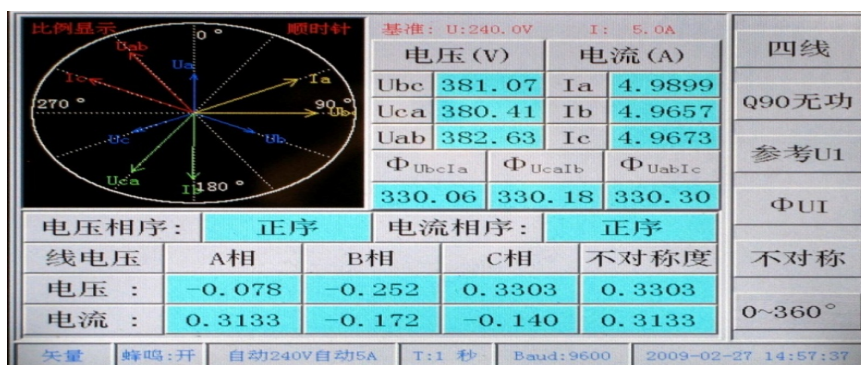 比例显示 顺时针 基准: U:240.0V I: 5.0A
0° 90° 180° 270°
Uab Ua Ia Ic Ubc Ub Uc Uca Ib
电压(V) 电流(A)
Ubc 381.07 Ia 4.9899
Uca 380.41 Ib 4.9657
Uab 382.63 Ic 4.9673
ΦUbcIa ΦUcaIb ΦUabIc
330.06 330.18 330.30
电压相序: 正序 电流相序: 正序
线电压 A相 B相 C相 不对称度
电压 : -0.078 -0.252 0.3303 0.3303
电流 : 0.3133 -0.172 -0.140 0.3133
四线
Q90无功
参考U1
ΦUI
不对称
0~360°
矢量 蜂鸣:开 自动240V自动5A T:1 秒 Baud:9600 2009-02-27 14:57:37